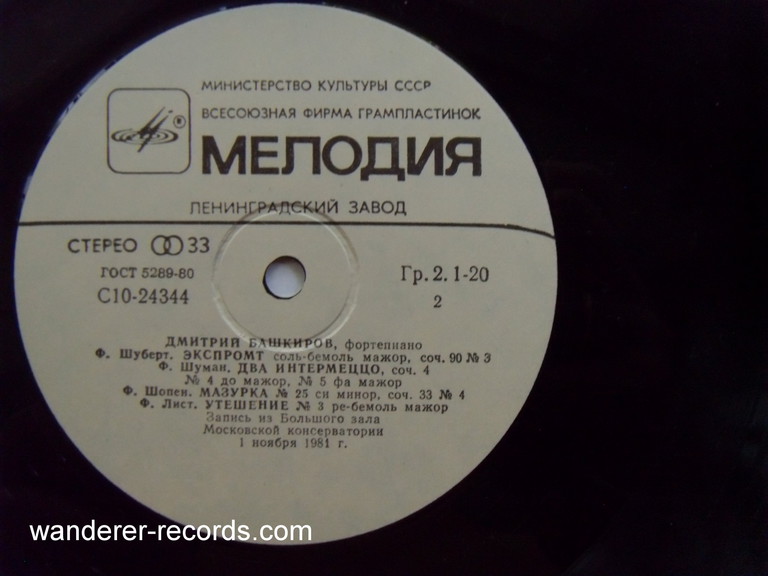 МИНИСТЕРСТВО КУЛЬТУРЫ СССР
ВСЕСОЮЗНАЯ ФИРМА ГРАМПЛАСТИНОК
®
МЕЛОДИЯ
ЛЕНИНГРАДСКИЙ ЗАВОД
СТЕРЕО 33
ГОСТ 5289-80
Гр. 2. 1-20
С10-24344
2
ДМИТРИЙ БАШКИРОВ, фортепиано
Ф. Шуберт. ЭКСПРОМТ соль-бемоль мажор, соч. 90 № 3
Ф. Шуман. ДВА ИНТЕРМЕЦЦО, соч. 4
№ 4 до мажор, № 5 фа мажор
Ф. Шопен. МАЗУРКА № 25 си минор, соч. 33 № 4
Ф. Лист. УТЕШЕНИЕ № 3 ре-бемоль мажор
Запись из Большого зала
Московской консерватории
1 ноября 1981 г.
wanderer-records.com